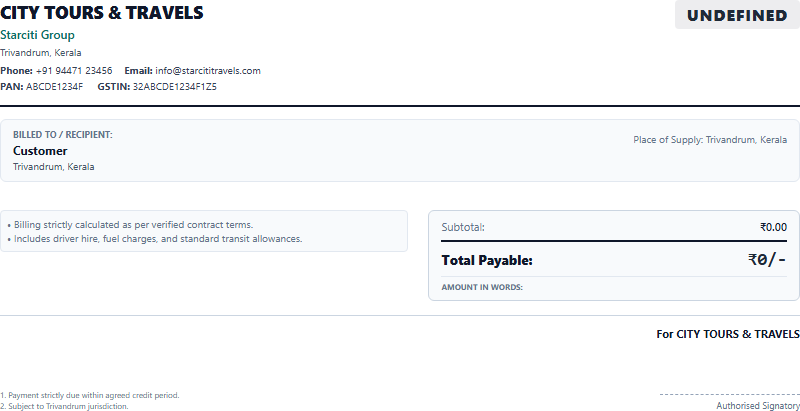 CITY TOURS & TRAVELS
UNDEFINED
Starciti Group
Trivandrum, Kerala
Phone: +91 94471 23456 Email: info@starcititravels.com
PAN: ABCDE1234F GSTIN: 32ABCDE1234F1Z5
BILLED TO / RECIPIENT:
Place of Supply: Trivandrum, Kerala
Customer
Trivandrum, Kerala
• Billing strictly calculated as per verified contract terms.
• Includes driver hire, fuel charges, and standard transit allowances.
Subtotal: ₹0.00
Total Payable: ₹0/-
AMOUNT IN WORDS:
For CITY TOURS & TRAVELS
1. Payment strictly due within agreed credit period.
2. Subject to Trivandrum jurisdiction.
Authorised Signatory